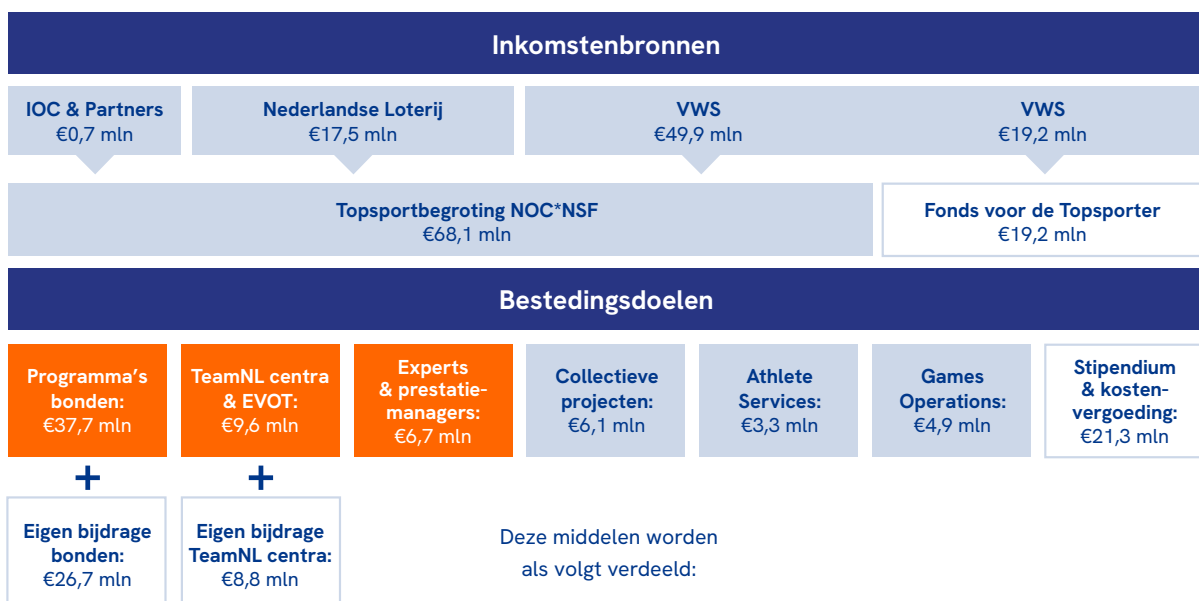 Inkomstenbronnen
IOC & Partners
€0,7 mln
Nederlandse Loterij
€17,5 mln
VWS
€49,9 mln
VWS
€19,2 mln
Topsportbegroting NOC*NSF
€68,1 mln
Fonds voor de Topsporter
€19,2 mln
Bestedingsdoelen
Programma's
bonden:
€37,7 mln
TeamNL centra
& EVOT:
€9,6 mln
Experts
& prestatie-
managers:
€6,7 mln
Collectieve
projecten:
€6,1 mln
Athlete
Services:
€3,3 mln
Games
Operations:
€4,9 mln
Stipendium
& kosten-
vergoeding:
€21,3 mln
+
+
Eigen bijdrage
bonden:
€26,7 mln
Eigen bijdrage
TeamNL centra:
€8,8 mln
Deze middelen worden
als volgt verdeeld: